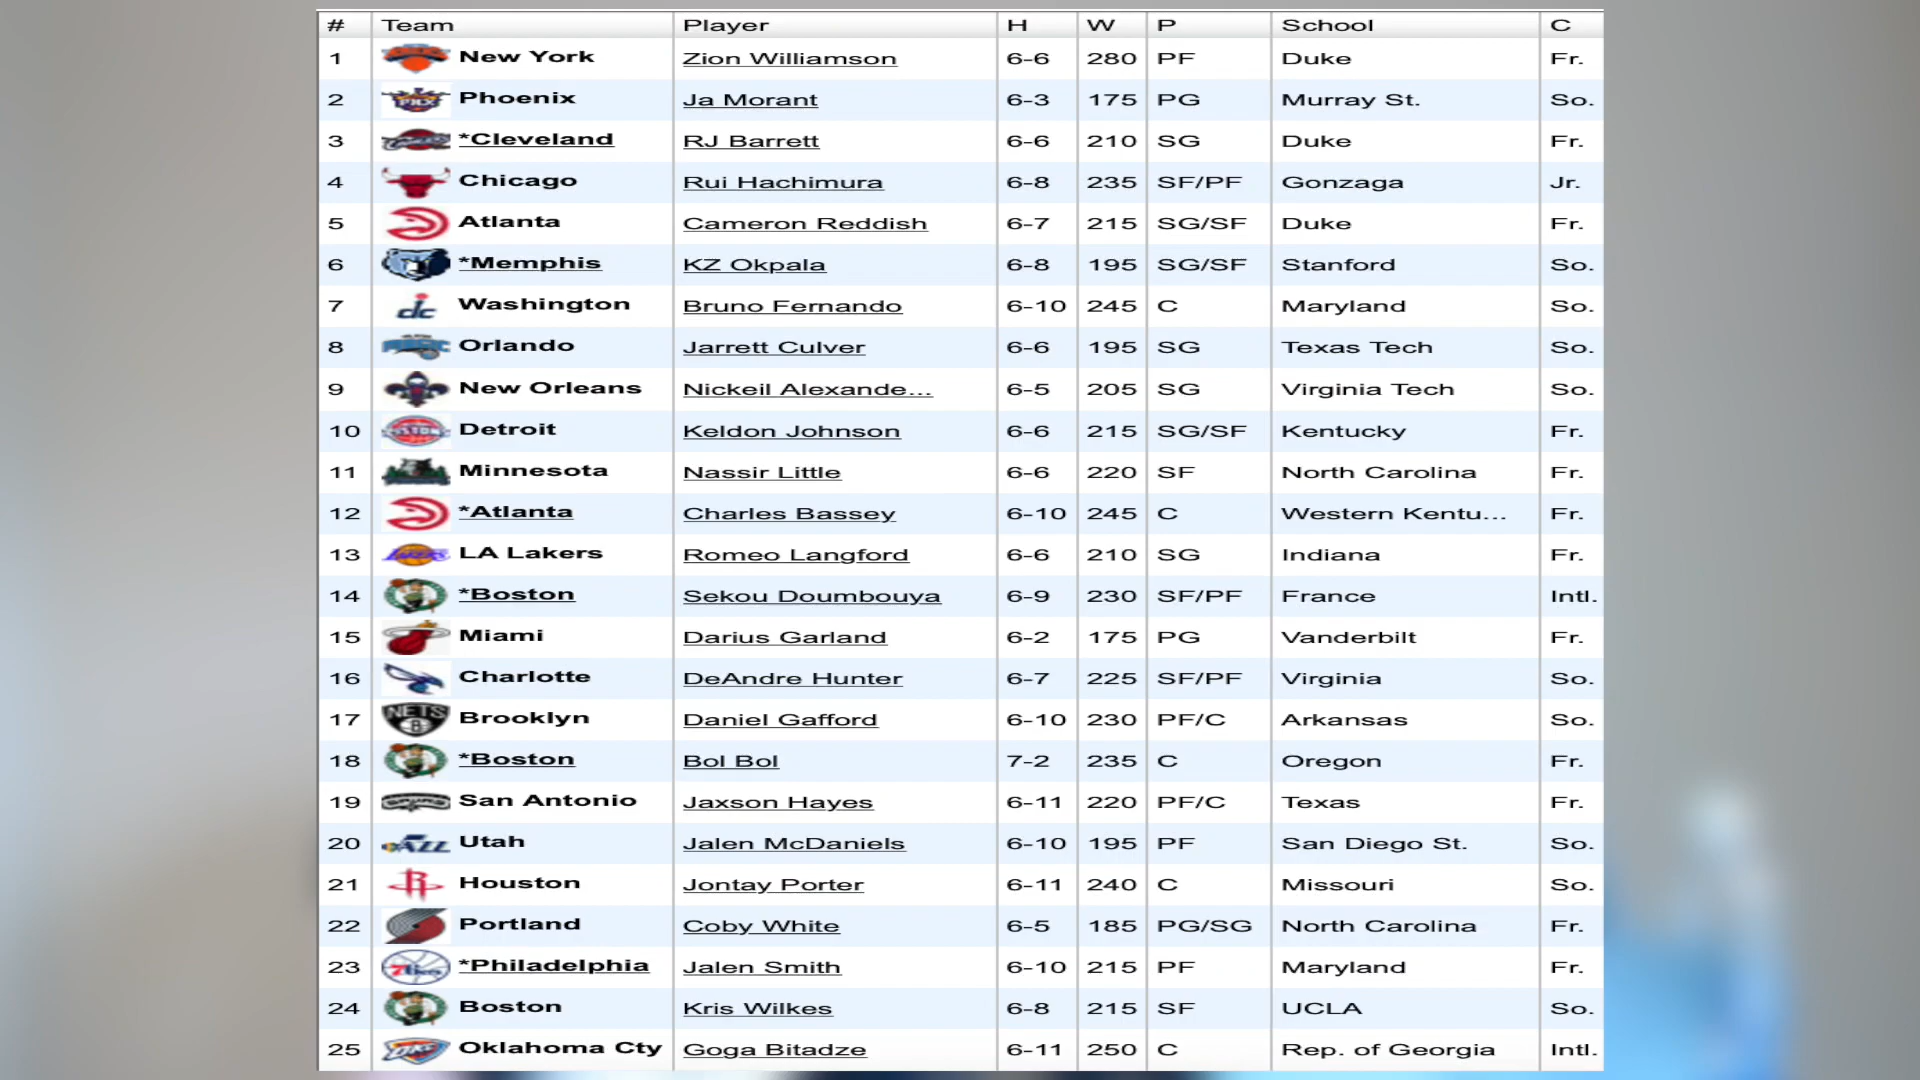 # Team Player H W P School C
1 New York Zion Williamson 6-6 280 PF Duke Fr.
2 Phoenix Ja Morant 6-3 175 PG Murray St. So.
3 *Cleveland RJ Barrett 6-6 210 SG Duke Fr.
4 Chicago Rui Hachimura 6-8 235 SF/PF Gonzaga Jr.
5 Atlanta Cameron Reddish 6-7 215 SG/SF Duke Fr.
6 *Memphis KZ Okpala 6-8 195 SG/SF Stanford So.
7 Washington Bruno Fernando 6-10 245 C Maryland So.
8 Orlando Jarrett Culver 6-6 195 SG Texas Tech So.
9 New Orleans Nickeil Alexande... 6-5 205 SG Virginia Tech So.
10 Detroit Keldon Johnson 6-6 215 SG/SF Kentucky Fr.
11 Minnesota Nassir Little 6-6 220 SF North Carolina Fr.
12 *Atlanta Charles Bassey 6-10 245 C Western Kentu... Fr.
13 LA Lakers Romeo Langford 6-6 210 SG Indiana Fr.
14 *Boston Sekou Doumbouya 6-9 230 SF/PF France Intl.
15 Miami Darius Garland 6-2 175 PG Vanderbilt Fr.
16 Charlotte DeAndre Hunter 6-7 225 SF/PF Virginia So.
17 Brooklyn Daniel Gafford 6-10 230 PF/C Arkansas So.
18 *Boston Bol Bol 7-2 235 C Oregon Fr.
19 San Antonio Jaxson Hayes 6-11 220 PF/C Texas Fr.
20 Utah Jalen McDaniels 6-10 195 PF San Diego St. So.
21 Houston Jontay Porter 6-11 240 C Missouri So.
22 Portland Coby White 6-5 185 PG/SG North Carolina Fr.
23 *Philadelphia Jalen Smith 6-10 215 PF Maryland Fr.
24 Boston Kris Wilkes 6-8 215 SF UCLA So.
25 Oklahoma Cty Goga Bitadze 6-11 250 C Rep. of Georgia Intl.